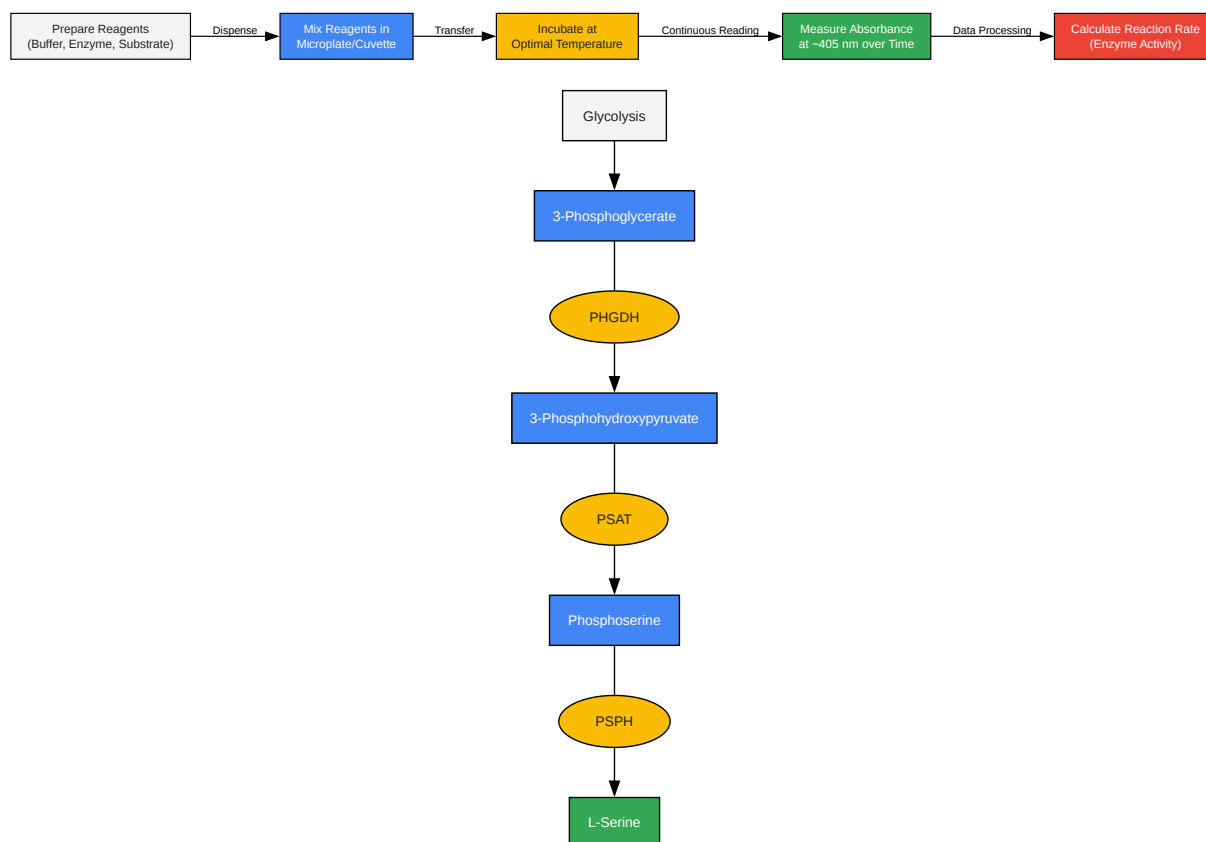 Prepare Reagents
(Buffer, Enzyme, Substrate)
Dispense
Mix Reagents in
Microplate/Cuvette
Transfer
Incubate at
Optimal Temperature
Continuous Reading
Measure Absorbance
at ~405 nm over Time
Data Processing
Calculate Reaction Rate
(Enzyme Activity)
Glycolysis
3-Phosphoglycerate
PHGDH
3-Phosphohydroxypyruvate
PSAT
Phosphoserine
PSPH
L-Serine